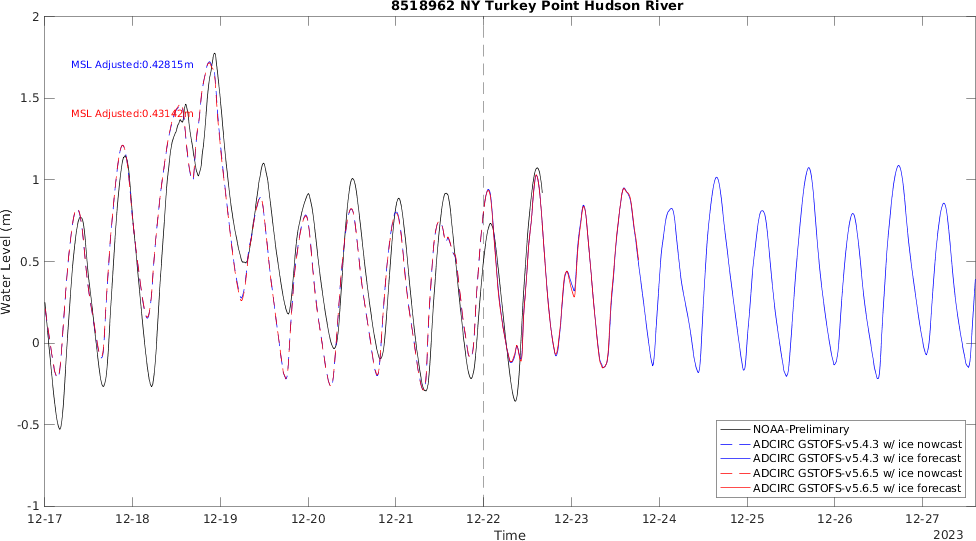 8518962 NY Turkey Point Hudson River
2
MSL Adjusted:0.42815m
1.5
MSL Adjusted:0.43142m
1
Water Level (m)
0.5
0
-0.5
-1
NOAA-Preliminary
ADCIRC GSTOFS-v5.4.3 w/ ice nowcast
ADCIRC GSTOFS-v5.4.3 w/ ice forecast
ADCIRC GSTOFS-v5.6.5 w/ ice nowcast
ADCIRC GSTOFS-v5.6.5 w/ ice forecast
12-17 12-18 12-19 12-20 12-21 12-22 12-23 12-24 12-25 12-26 12-27
Time
2023